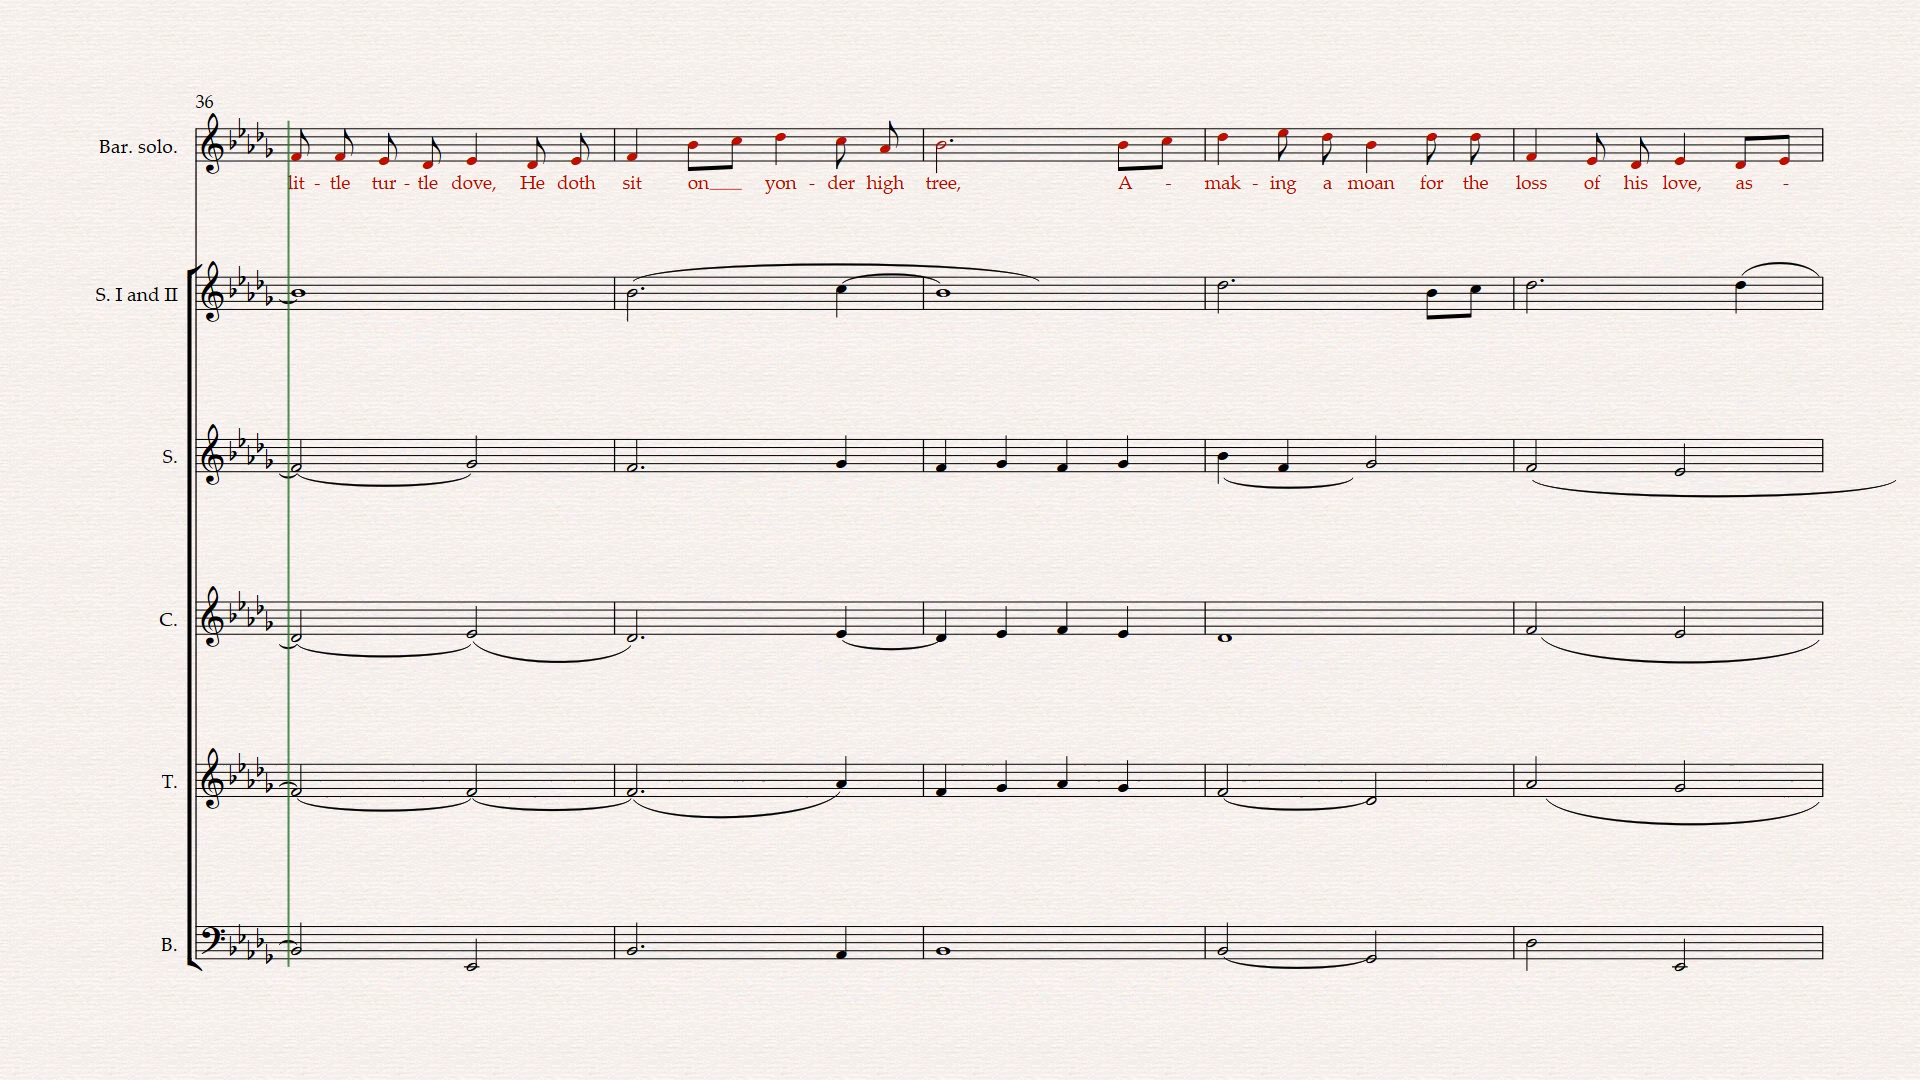 36
Bar. solo.
lit - tle tur - tle dove, He doth sit on___ yon - der high tree, A - mak - ing a moan for the loss of his love, as -
S. I and II
S.
C.
T.
B.